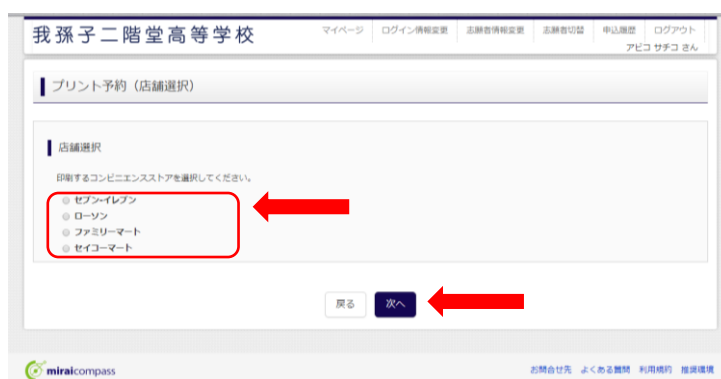 我孫子二階堂高等学校
マイページ ログイン情報変更 志願者情報変更 志願者切替 申込履歴 ログアウト
アビコ サチコ さん
プリント予約（店舗選択）
店舗選択
印刷するコンビニエンスストアを選択してください。
セブン-イレブン
ローソン
ファミリーマート
セイコーマート
戻る 次へ
miraicompass
お問合せ先 よくある質問 利用規約 推奨環境